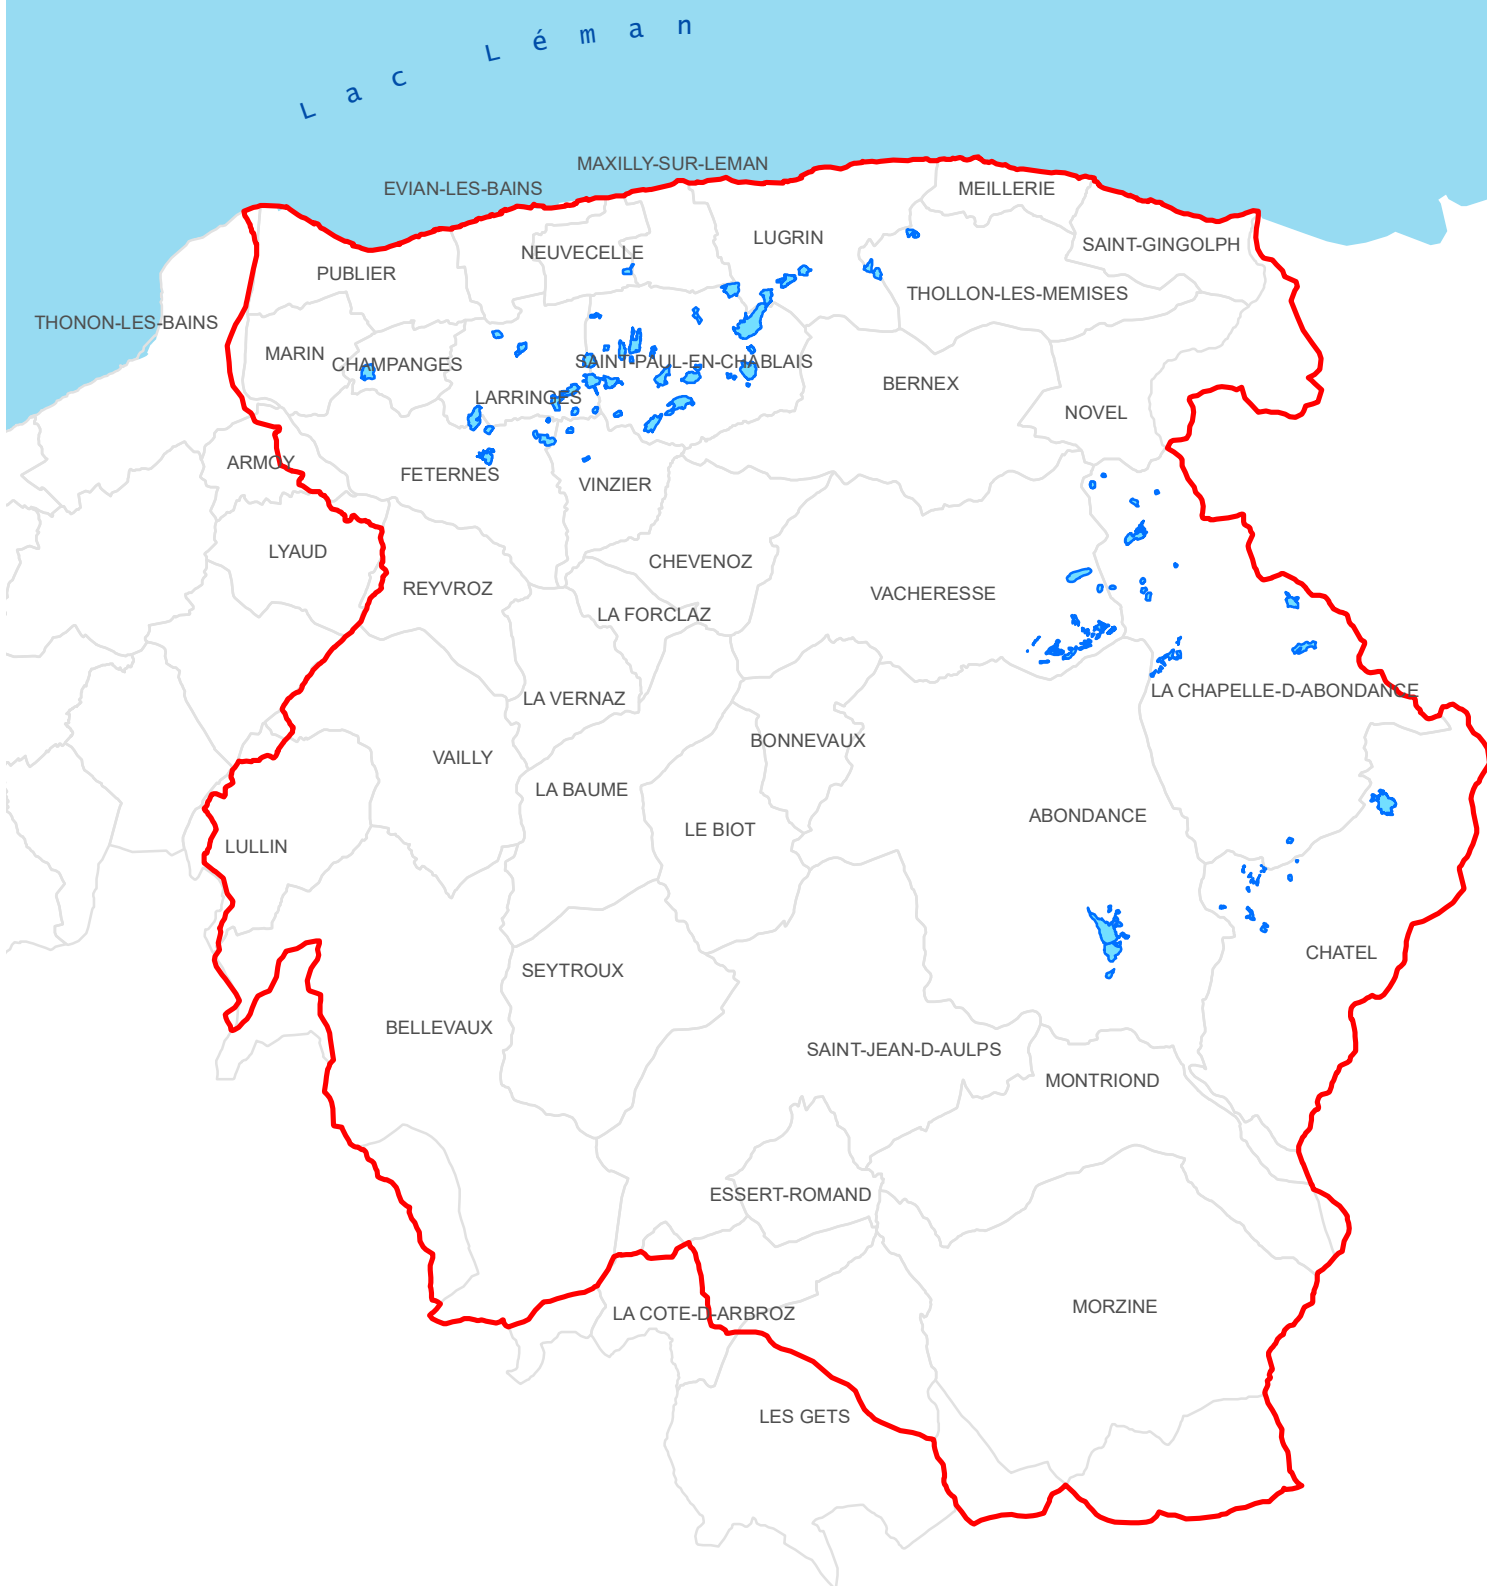 Lac Léman
MAXILLY-SUR-LEMAN
EVIAN-LES-BAINS
MEILLERIE
LUGRIN
SAINT-GINGOLPH
NEUVECELLE
PUBLIER
THOLLON-LES-MEMISES
THONON-LES-BAINS
MARIN
CHAMPANGES
SAINT-PAUL-EN-CHABLAIS
BERNEX
LARRINGES
NOVEL
ARMOY
FETERNES
VINZIER
LYAUD
CHEVENOZ
REYVROZ
VACHERESSE
LA FORCLAZ
LA VERNAZ
LA CHAPELLE-D-ABONDANCE
BONNEVAUX
VAILLY
LA BAUME
ABONDANCE
LE BIOT
LULLIN
CHATEL
SEYTROUX
BELLEVAUX
SAINT-JEAN-D-AULPS
MONTRIOND
ESSERT-ROMAND
MORZINE
LA COTE-D-ARBROZ
LES GETS